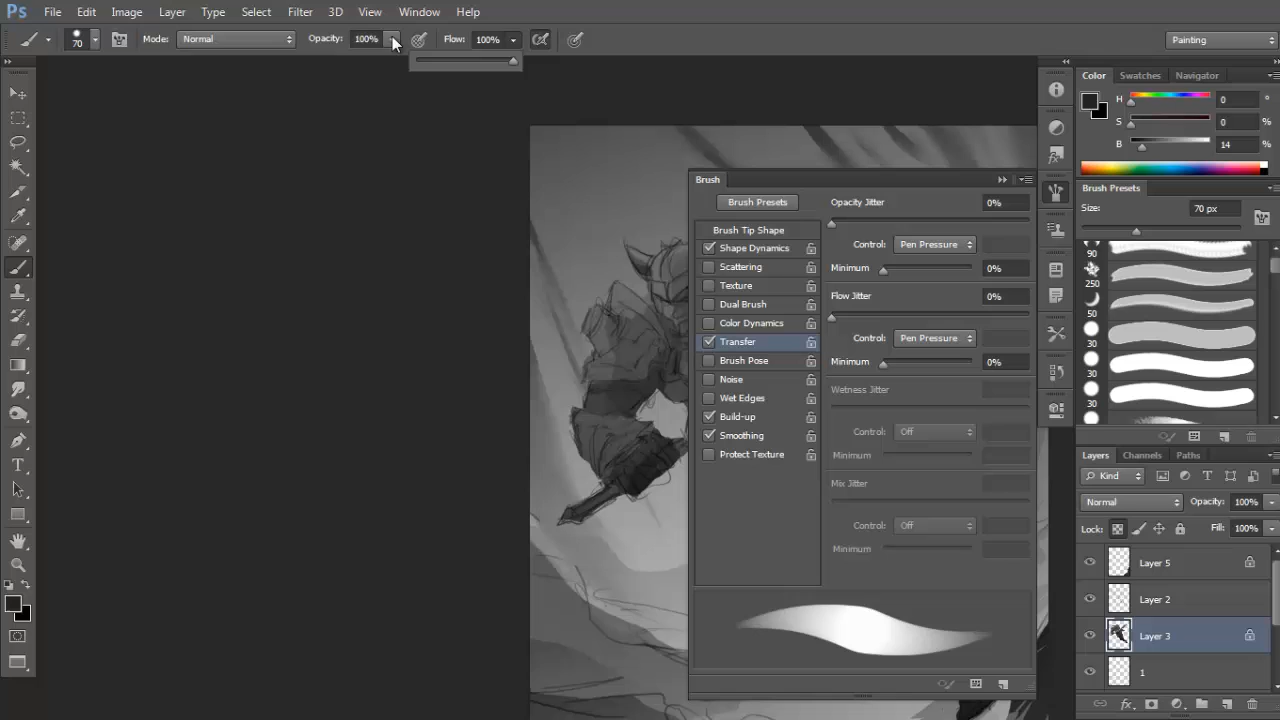 Ps File Edit Image Layer Type Select Filter 3D View Window Help
70 Mode: Normal Opacity: 100% Flow: 100% Painting
Color Swatches Navigator
H 0 °
S 0 %
B 14 %
Brush Presets
Size: 70 px
90
250
50
30
30
30
Brush
Brush Presets
Brush Tip Shape
Shape Dynamics
Scattering
Texture
Dual Brush
Color Dynamics
Transfer
Brush Pose
Noise
Wet Edges
Build-up
Smoothing
Protect Texture
Opacity Jitter 0%
Control: Pen Pressure
Minimum 0%
Flow Jitter 0%
Control: Pen Pressure
Minimum 0%
Wetness Jitter
Control: Off
Minimum
Mix Jitter
Control: Off
Minimum
Layers Channels Paths
Kind
Normal Opacity: 100%
Lock: Fill: 100%
Layer 5
Layer 2
Layer 3
1